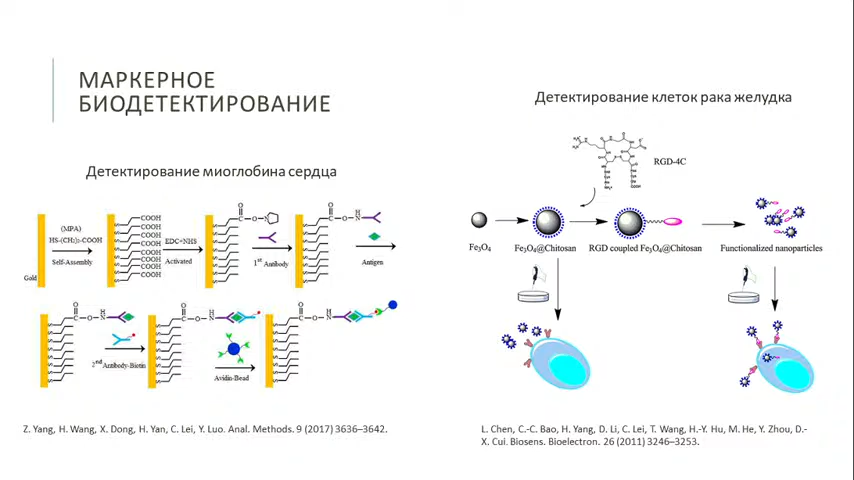 МАРКЕРНОЕ
БИОДЕТЕКТИРОВАНИЕ
Детектирование миоглобина сердца
(MPA)
HS-(CH₂)₂-COOH
Self-Assembly
Gold
S
COOH
COOH
COOH
COOH
COOH
COOH
COOH
EDC+NHS
Activated
1st Antibody
Antigen
2nd Antibody-Biotin
Avidin-Bead
Z. Yang, H. Wang, X. Dong, H. Yan, C. Lei, Y. Luo. Anal. Methods. 9 (2017) 3636–3642.
Детектирование клеток рака желудка
RGD-4C
Fe₃O₄
Fe₃O₄@Chitosan
RGD coupled Fe₃O₄@Chitosan
Functionalized nanoparticles
L. Chen, C.-C. Bao, H. Yang, D. Li, C. Lei, T. Wang, H.-Y. Hu, M. He, Y. Zhou, D.-
X. Cui. Biosens. Bioelectron. 26 (2011) 3246–3253.